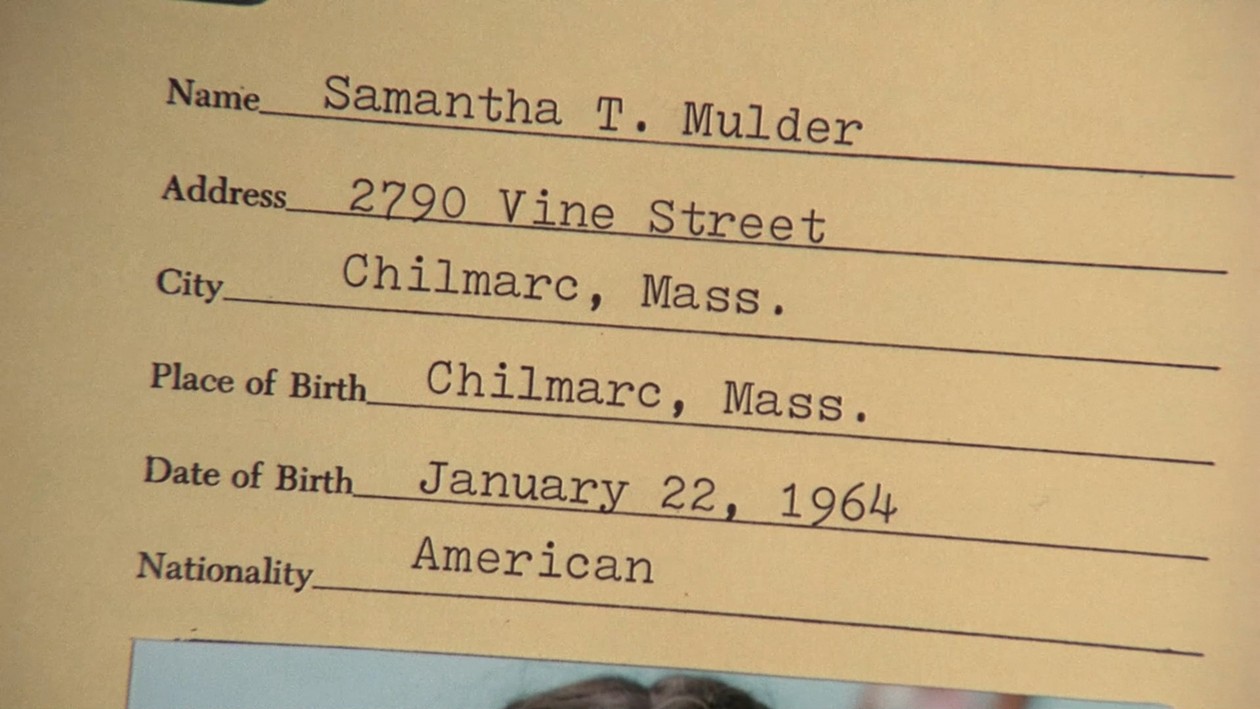 Name Samantha T. Mulder
Address 2790 Vine Street
City Chilmarc, Mass.
Place of Birth Chilmarc, Mass.
Date of Birth January 22, 1964
Nationality American